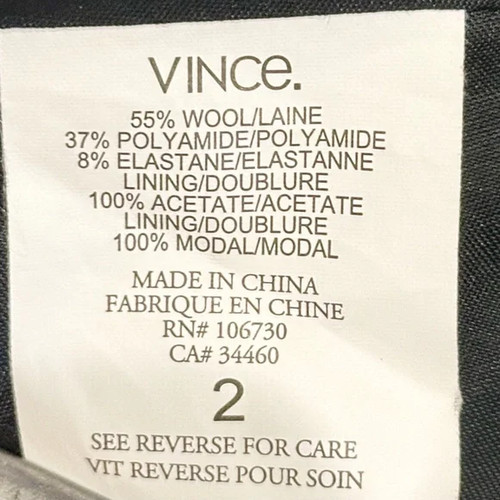 VINCe.
55% WOOL/LAINE
37% POLYAMIDE/POLYAMIDE
8% ELASTANE/ELASTANNE
LINING/DOUBLURE
100% ACETATE/ACETATE
LINING/DOUBLURE
100% MODAL/MODAL
MADE IN CHINA
FABRIQUE EN CHINE
RN# 106730
CA# 34460
2
SEE REVERSE FOR CARE
VIT REVERSE POUR SOIN